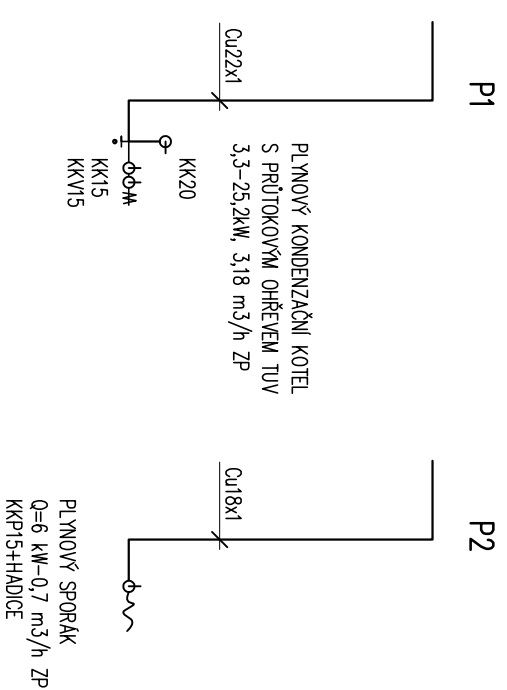 P1
Cu22x1
PLYNOVÝ KONDENZAČNÍ KOTEL
S PRŮTOKOVÝM OHŘEVEM TUV
3,3-25,2kW, 3,18 m3/h ZP
KK20
KK15
KKV15
P2
Cu18x1
PLYNOVÝ SPORÁK
Q=6 kW-0,7 m3/h ZP
KKP15+HADICE